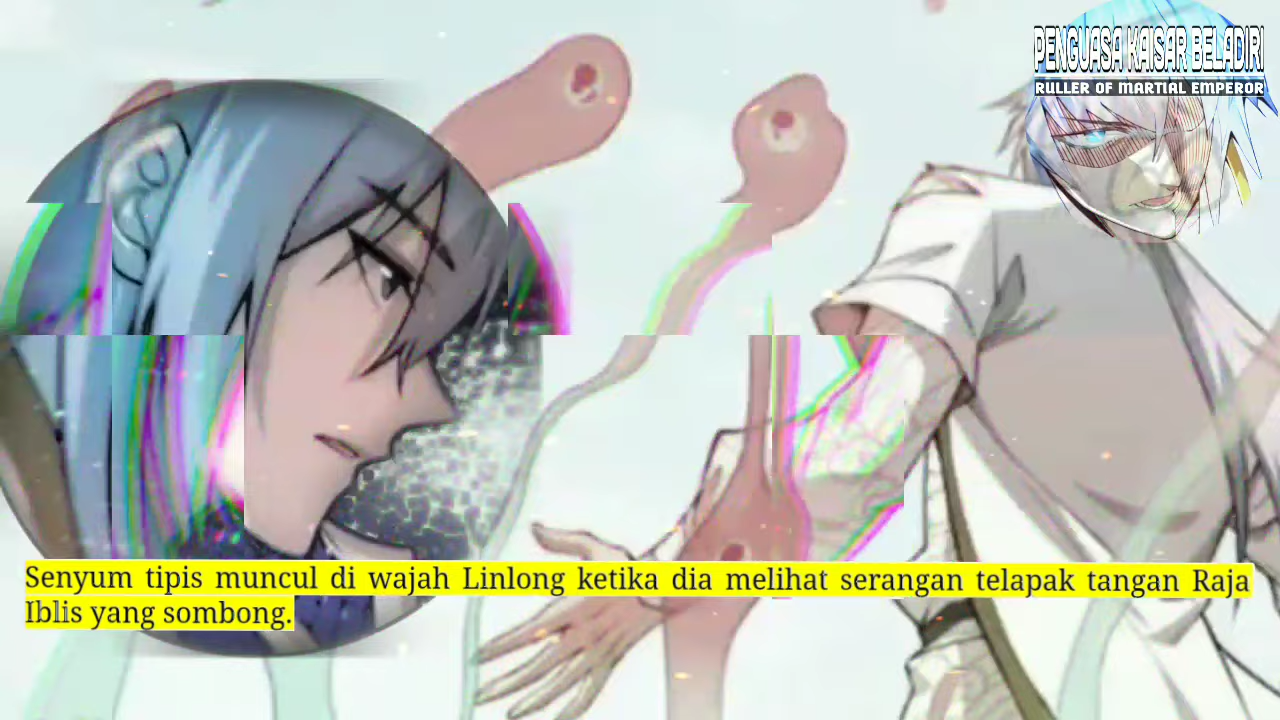 PENGUASA KAISAR BELADIRI
RULLER OF MARTIAL EMPEROR
Senyum tipis muncul di wajah Linlong ketika dia melihat serangan telapak tangan Raja
Iblis yang sombong.